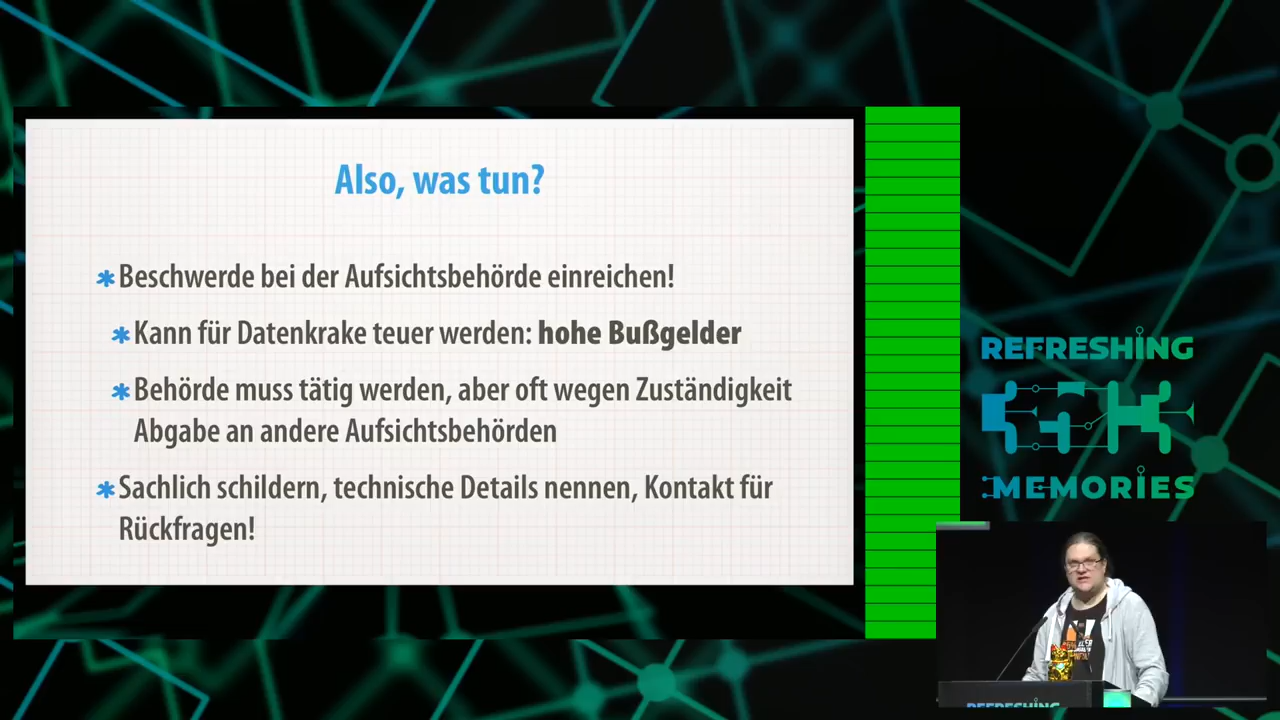 Also, was tun?
Beschwerde bei der Aufsichtsbehörde einreichen!
Kann für Datenkrake teuer werden: hohe Bußgelder
Behörde muss tätig werden, aber oft wegen Zuständigkeit
Abgabe an andere Aufsichtsbehörden
Sachlich schildern, technische Details nennen, Kontakt für
Rückfragen!
REFRESHING
MEMORIES
REFRESHING